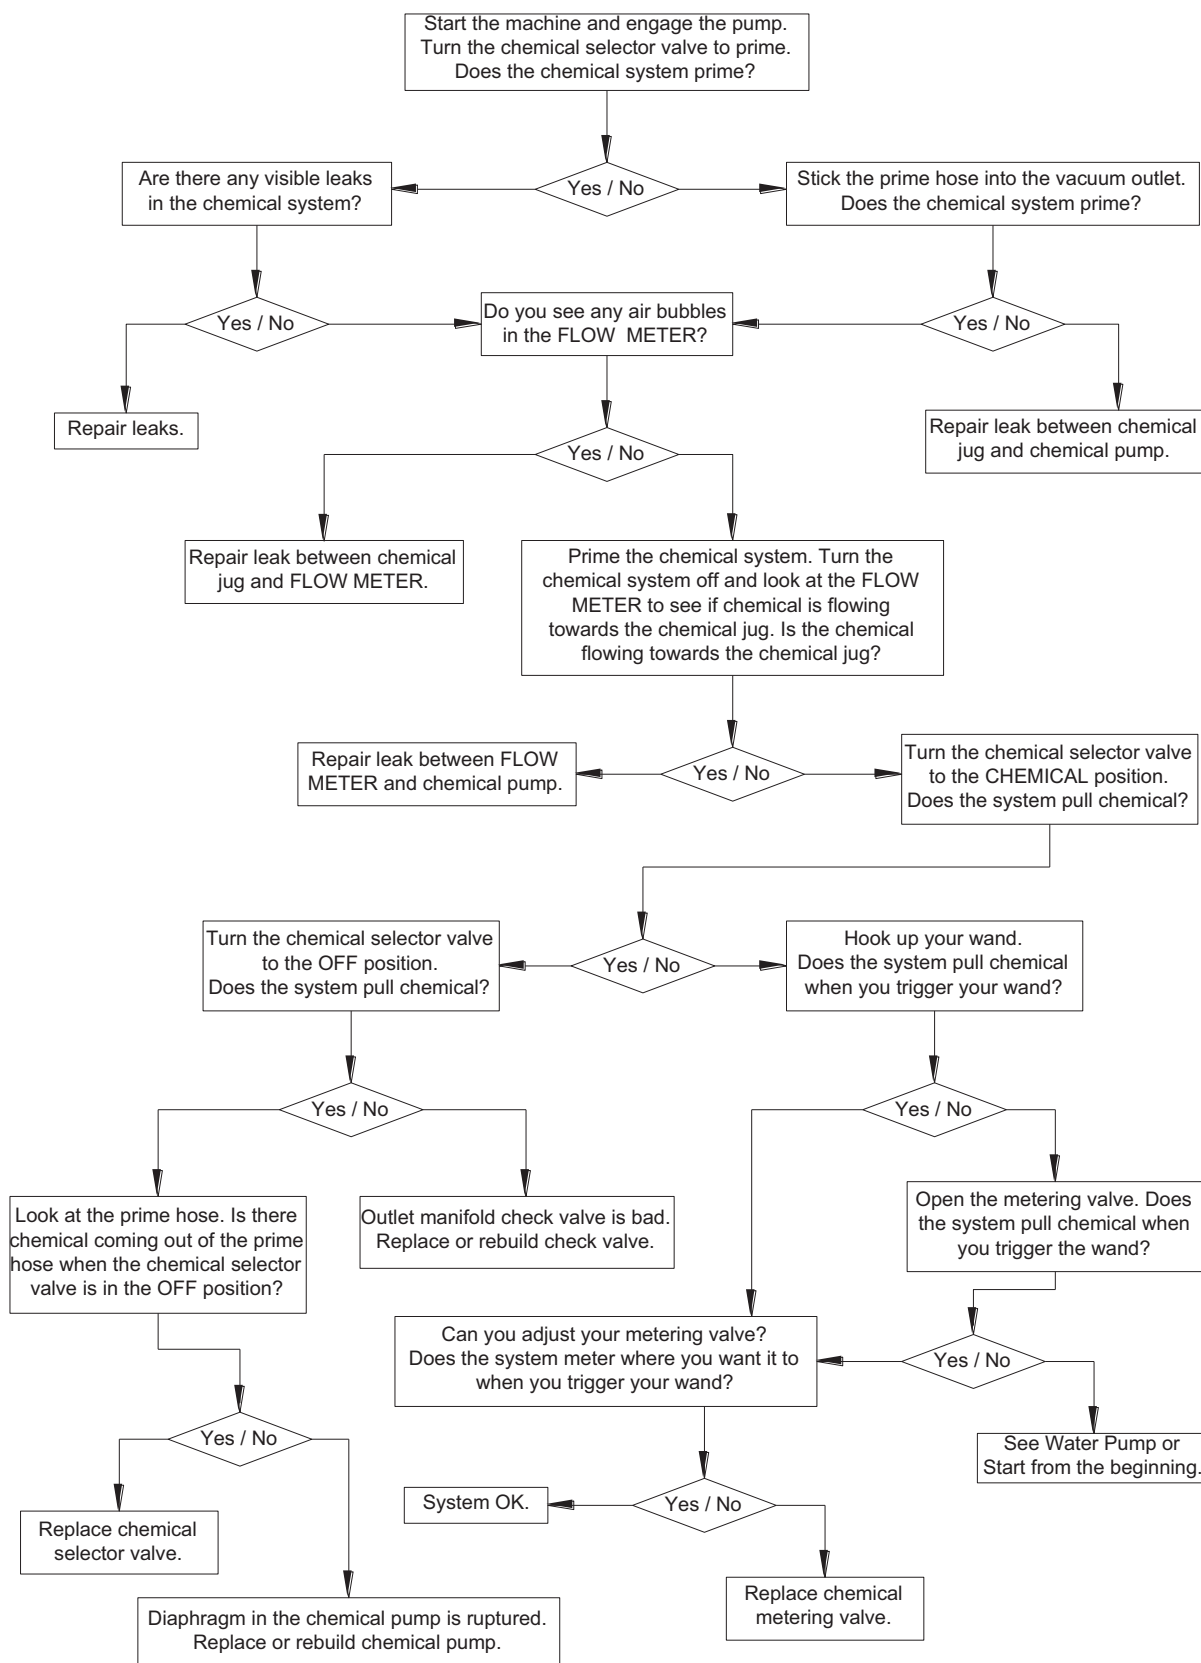 Start the machine and engage the pump.
Turn the chemical selector valve to prime.
Does the chemical system prime?
Are there any visible leaks
in the chemical system?
Yes / No
Stick the prime hose into the vacuum outlet.
Does the chemical system prime?
Yes / No
Do you see any air bubbles
in the FLOW METER?
Yes / No
Repair leaks.
Yes / No
Repair leak between chemical
jug and chemical pump.
Repair leak between chemical
jug and FLOW METER.
Prime the chemical system. Turn the
chemical system off and look at the FLOW
METER to see if chemical is flowing
towards the chemical jug. Is the chemical
flowing towards the chemical jug?
Repair leak between FLOW
METER and chemical pump.
Yes / No
Turn the chemical selector valve
to the CHEMICAL position.
Does the system pull chemical?
Turn the chemical selector valve
to the OFF position.
Does the system pull chemical?
Yes / No
Hook up your wand.
Does the system pull chemical
when you trigger your wand?
Yes / No
Yes / No
Look at the prime hose. Is there
chemical coming out of the prime
hose when the chemical selector
valve is in the OFF position?
Outlet manifold check valve is bad.
Replace or rebuild check valve.
Open the metering valve. Does
the system pull chemical when
you trigger the wand?
Can you adjust your metering valve?
Does the system meter where you want it to
when you trigger your wand?
Yes / No
Yes / No
See Water Pump or
Start from the beginning.
System OK.
Yes / No
Replace chemical
selector valve.
Replace chemical
metering valve.
Diaphragm in the chemical pump is ruptured.
Replace or rebuild chemical pump.